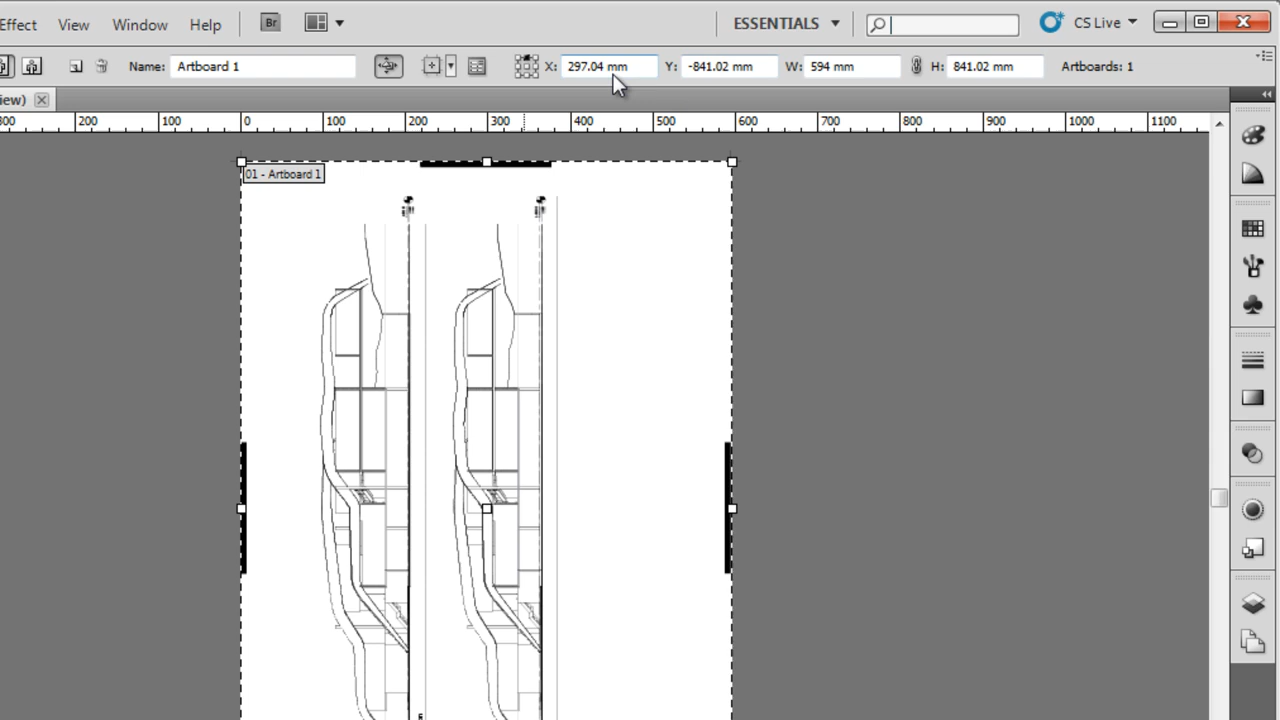 Effect View Window Help Br ESSENTIALS CS Live
Name: Artboard 1 X: 297.04 mm Y: -841.02 mm W: 594 mm H: 841.02 mm Artboards: 1
iew)
300 200 100 0 100 200 300 400 500 600 700 800 900 1000 1100
01 - Artboard 1